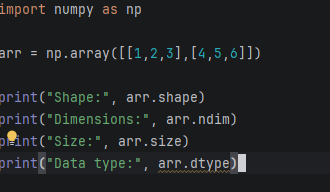 import numpy as np
arr = np.array([[1,2,3],[4,5,6]])
print("Shape:", arr.shape)
print("Dimensions:", arr.ndim)
print("Size:", arr.size)
print("Data type:", arr.dtype)